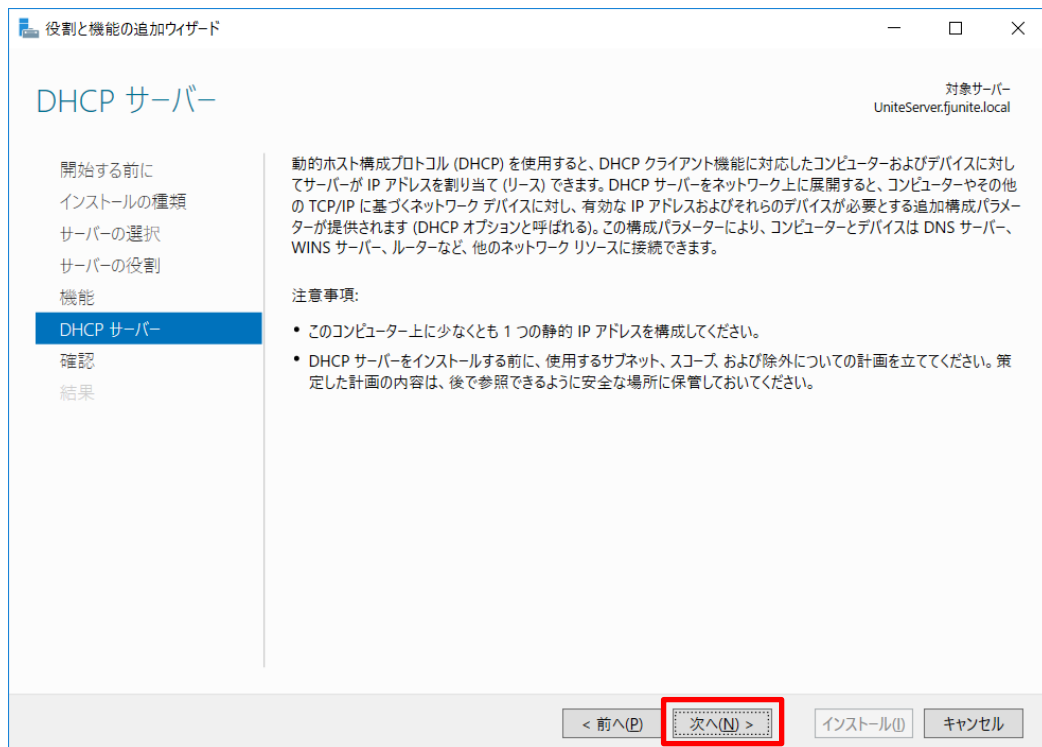 役割と機能の追加ウィザード
DHCP サーバー
対象サーバー
UniteServer.fjunite.local
開始する前に
インストールの種類
サーバーの選択
サーバーの役割
機能
DHCP サーバー
確認
結果
動的ホスト構成プロトコル (DHCP) を使用すると、DHCP クライアント機能に対応したコンピューターおよびデバイスに対し
てサーバーが IP アドレスを割り当て (リース) できます。DHCP サーバーをネットワーク上に展開すると、コンピューターやその他
の TCP/IP に基づくネットワーク デバイスに対し、有効な IP アドレスおよびそれらのデバイスが必要とする追加構成パラメー
ターが提供されます (DHCP オプションと呼ばれる)。この構成パラメーターにより、コンピューターとデバイスは DNS サーバー、
WINS サーバー、ルーターなど、他のネットワーク リソースに接続できます。
注意事項:
• このコンピューター上に少なくとも 1 つの静的 IP アドレスを構成してください。
• DHCP サーバーをインストールする前に、使用するサブネット、スコープ、および除外についての計画を立ててください。策
定した計画の内容は、後で参照できるように安全な場所に保管しておいてください。
< 前へ(P)
次へ(N) >
インストール(I)
キャンセル